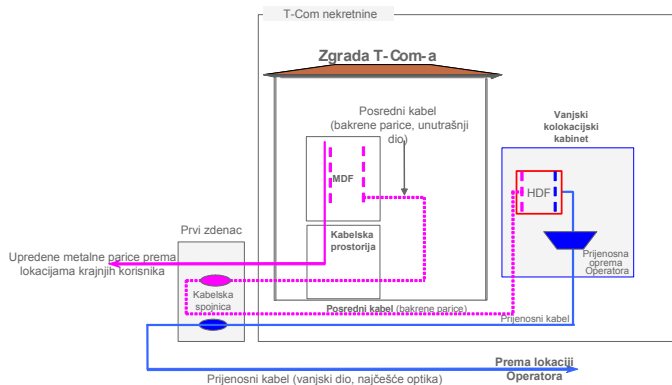 T-Com nekretnine
Zgrada T-Com-a
Posredni kabel
(bakrene parice, unutrašnji
dio)
Vanjski
kolokacijski
kabinet
MDF
HDF
Prvi zdenac
Kabelska
prostorija
Upredene metalne parice prema
lokacijama krajnjih korisnika
Prijenosna
oprema
Operatora
Kabelska
spojnica
Posredni kabel (bakrene parice)
Prijenosni kabel
Prema lokaciji
Operatora
Prijenosni kabel (vanjski dio, najčešće optika)